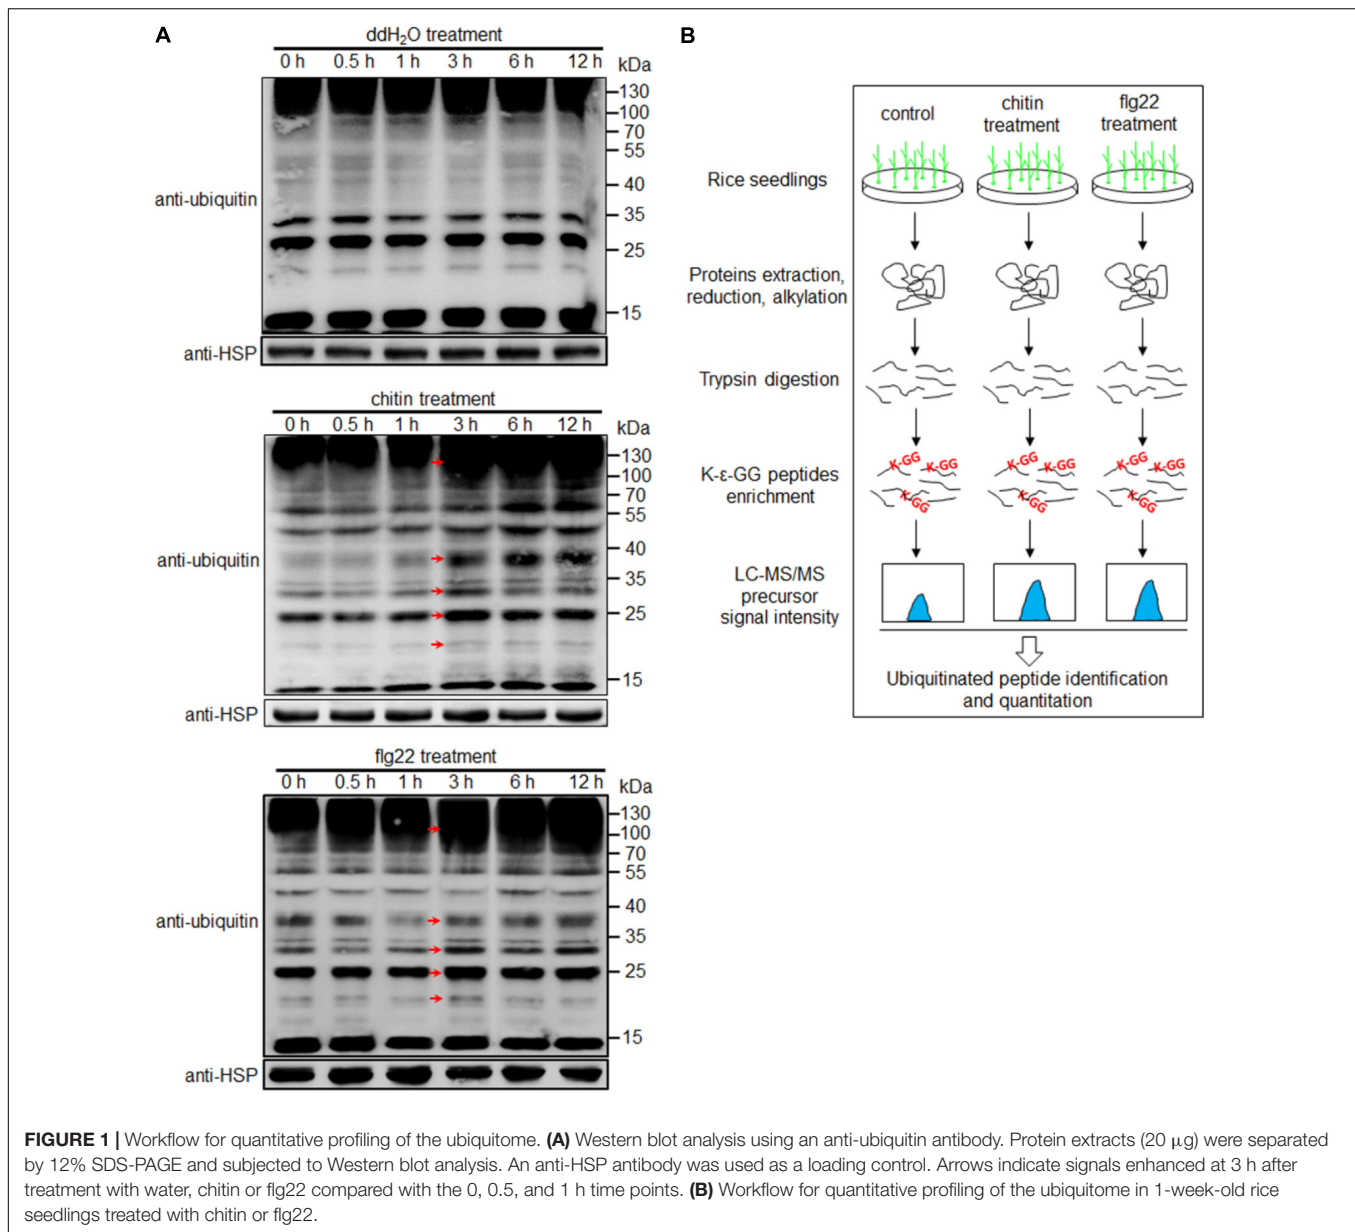 A
ddH2O treatment
0 h 0.5 h 1 h 3 h 6 h 12 h
kDa
130
100
70
55
40
anti-ubiquitin
35
25
15
anti-HSP
chitin treatment
0 h 0.5 h 1 h 3 h 6 h 12 h
kDa
130
100
70
55
40
anti-ubiquitin
35
25
15
anti-HSP
flg22 treatment
0 h 0.5 h 1 h 3 h 6 h 12 h
kDa
130
100
70
55
40
anti-ubiquitin
35
25
15
anti-HSP
B
control
chitin
treatment
flg22
treatment
Rice seedlings
Proteins extraction,
reduction, alkylation
Trypsin digestion
K-ε-GG peptides
enrichment
K-GG K-GG K-GG
K-GG K-GG K-GG
K-GG K-GG K-GG
LC-MS/MS
precursor
signal intensity
Ubiquitinated peptide identification
and quantitation
FIGURE 1 | Workflow for quantitative profiling of the ubiquitome. (A) Western blot analysis using an anti-ubiquitin antibody. Protein extracts (20 μg) were separated
by 12% SDS-PAGE and subjected to Western blot analysis. An anti-HSP antibody was used as a loading control. Arrows indicate signals enhanced at 3 h after
treatment with water, chitin or flg22 compared with the 0, 0.5, and 1 h time points. (B) Workflow for quantitative profiling of the ubiquitome in 1-week-old rice
seedlings treated with chitin or flg22.